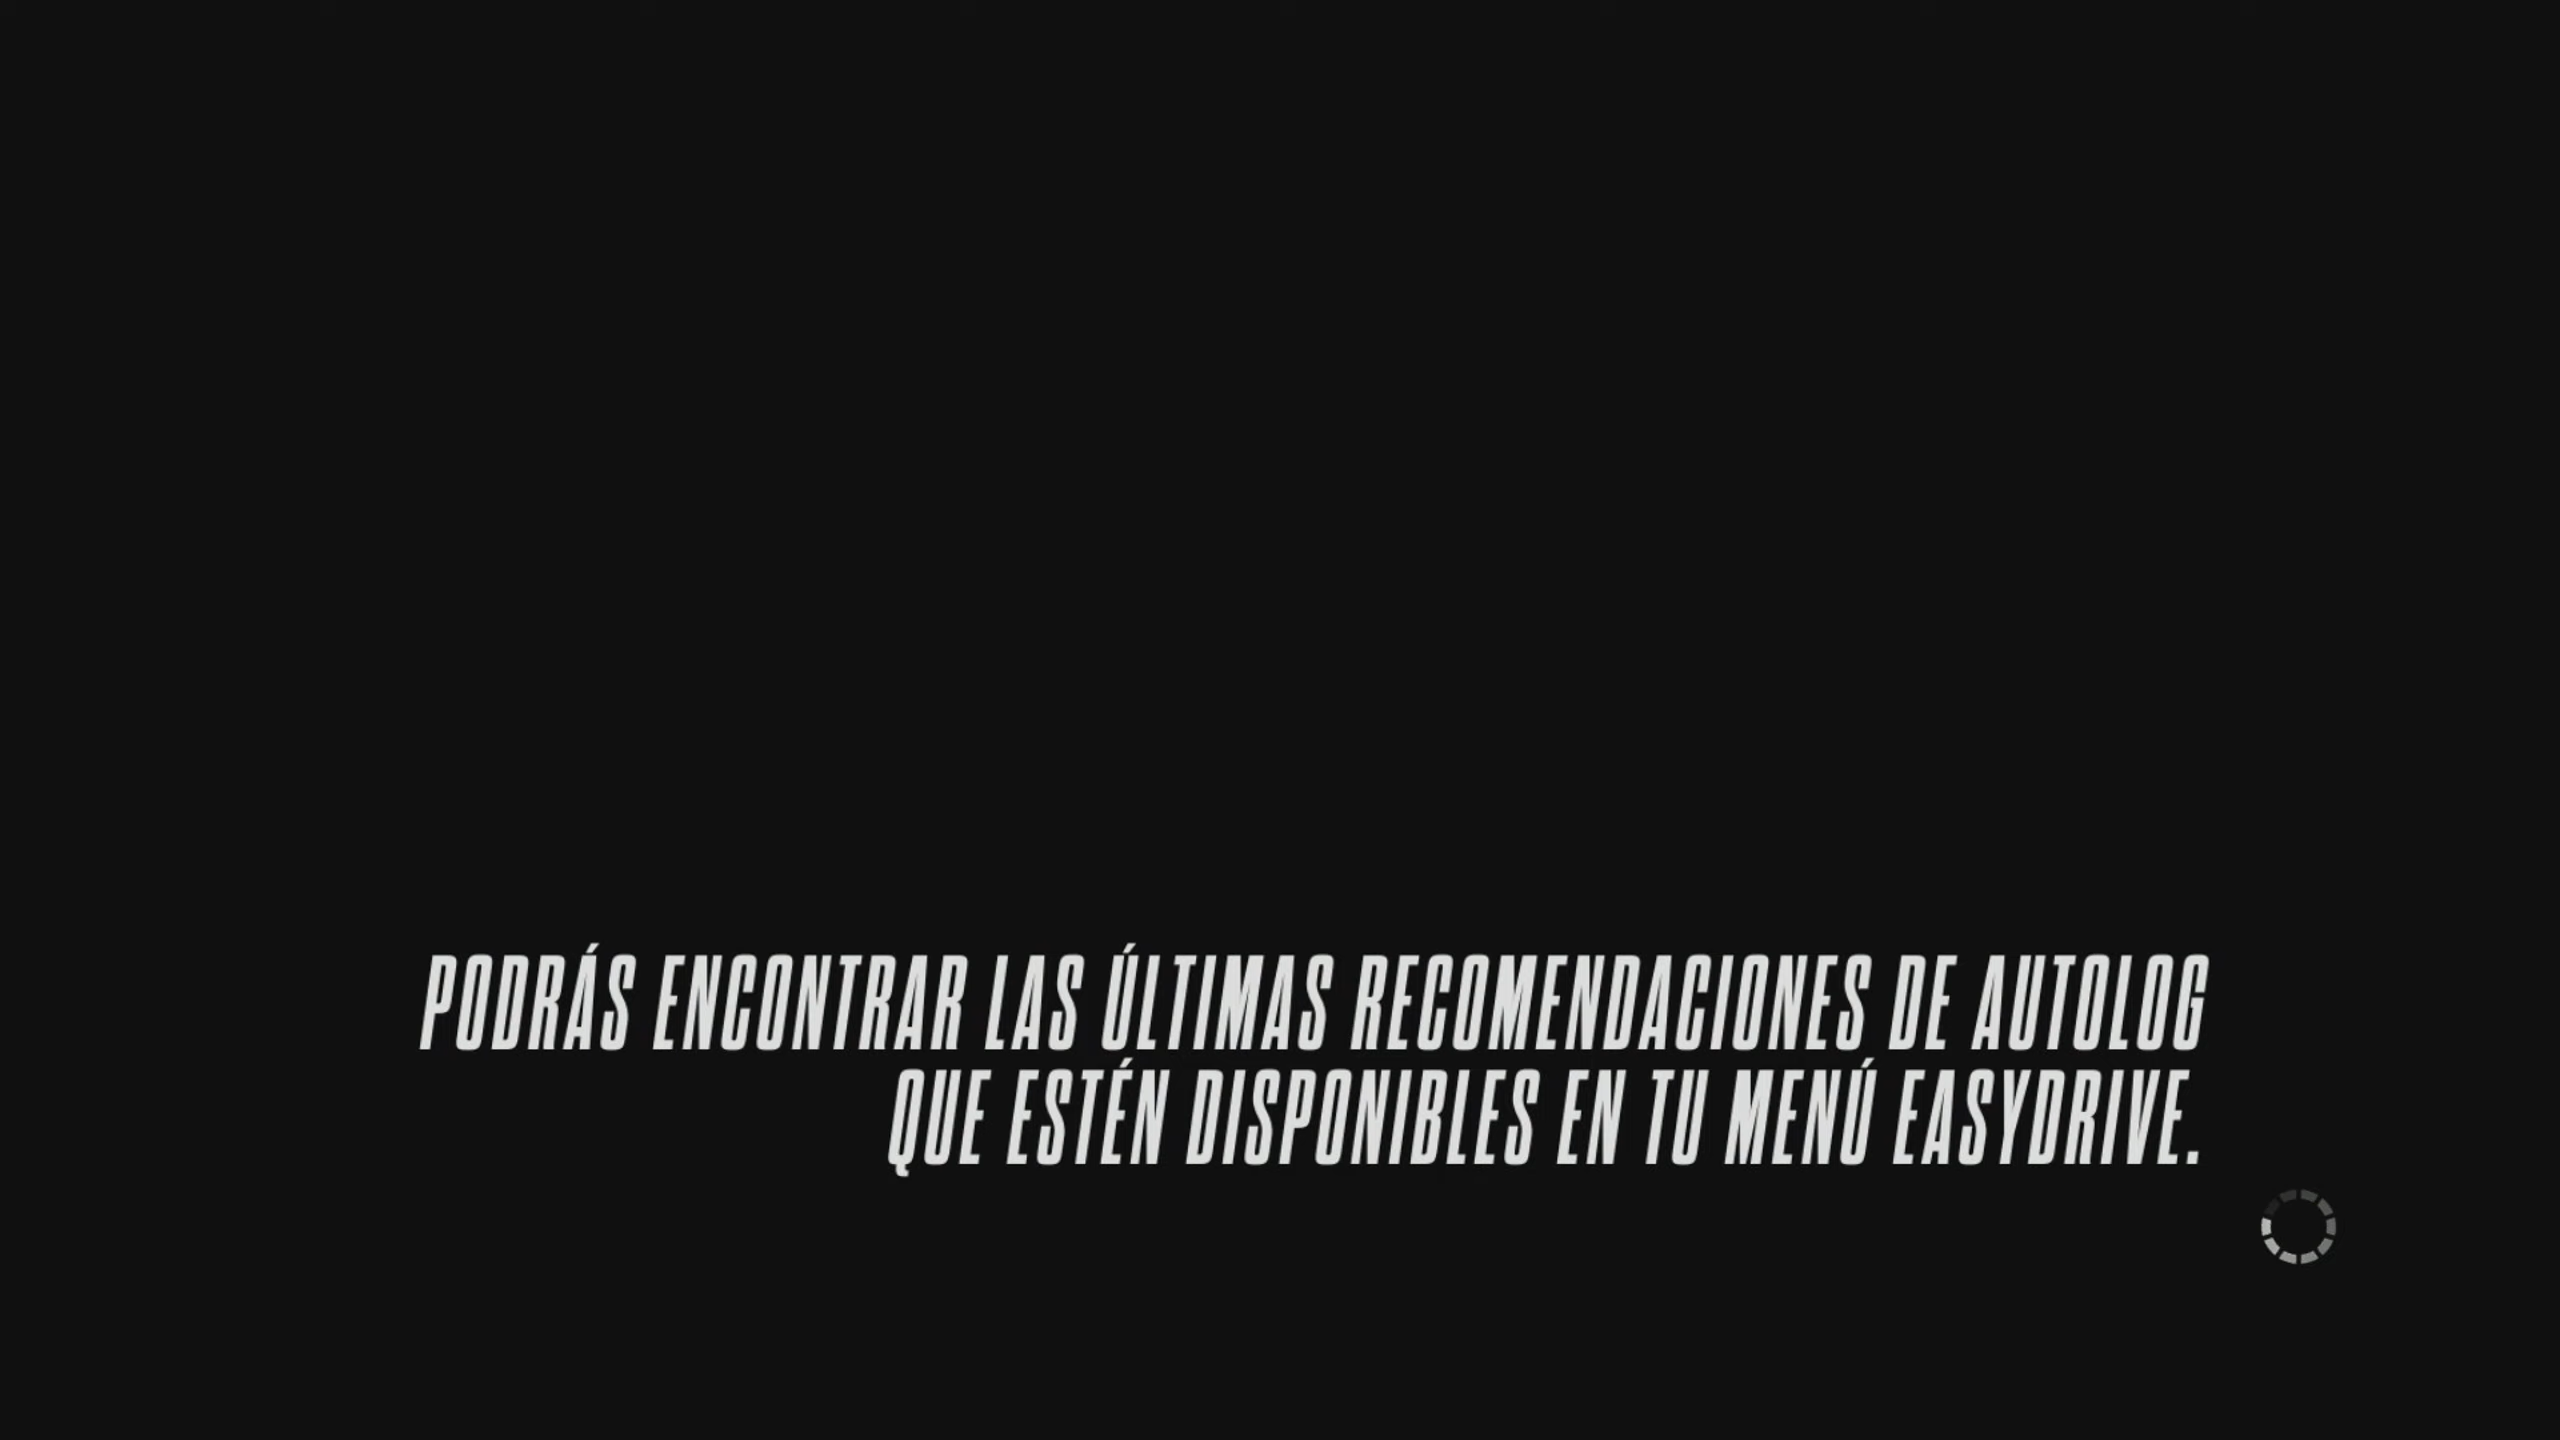 PODRÁS ENCONTRAR LAS ÚLTIMAS RECOMENDACIONES DE AUTOLOG
QUE ESTÉN DISPONIBLES EN TU MENÚ EASYDRIVE.